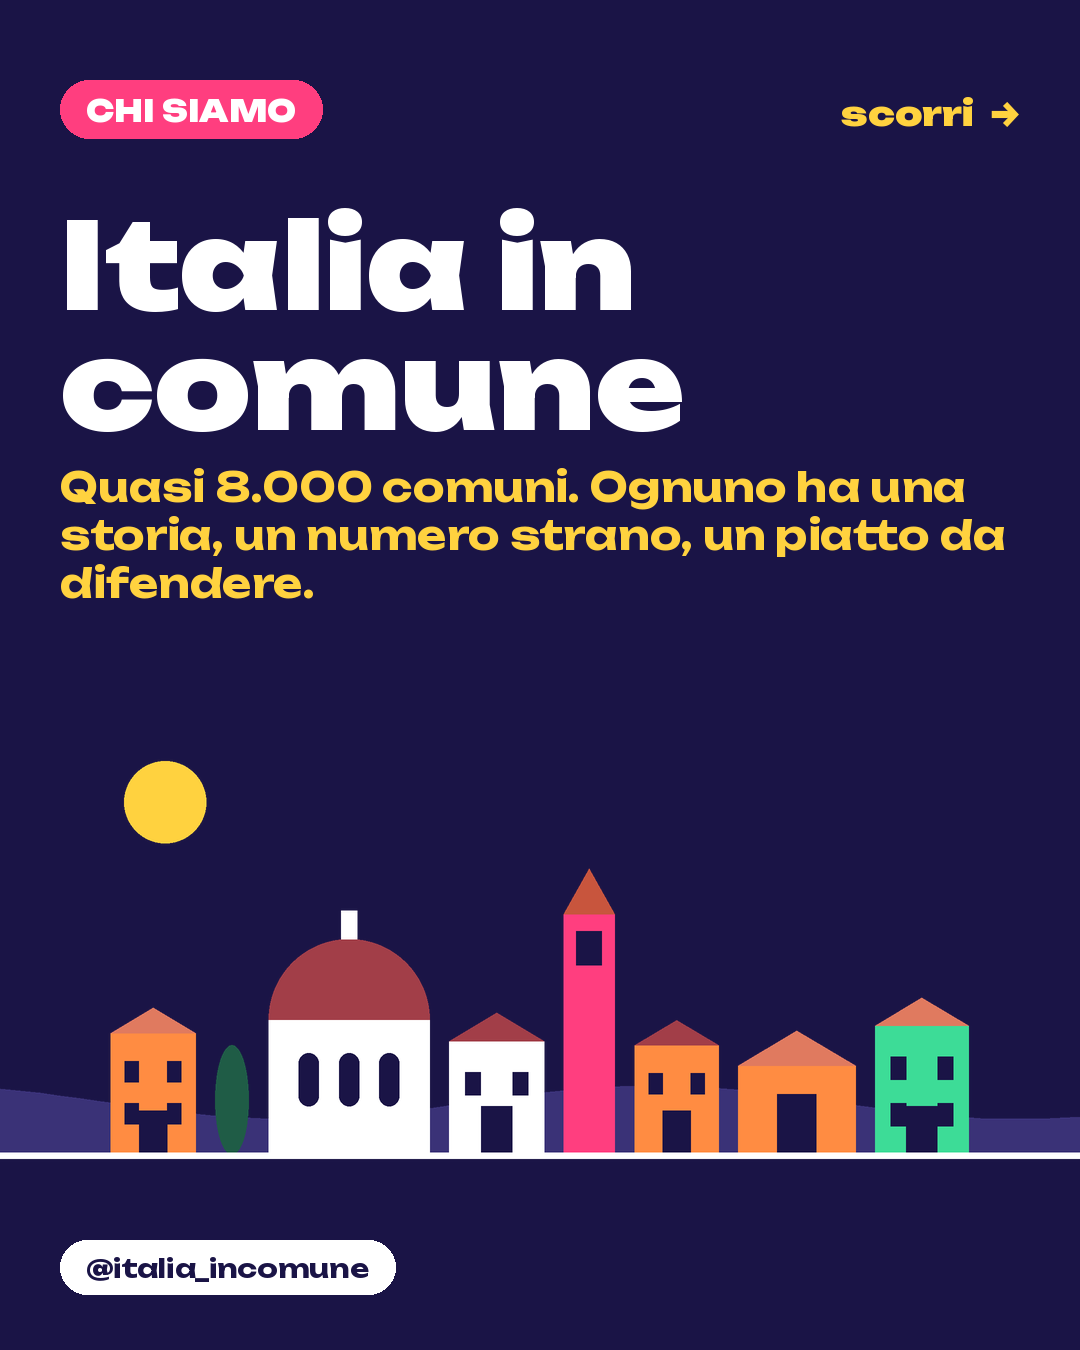 CHI SIAMO
scorri →
Italia in
comune
Quasi 8.000 comuni. Ognuno ha una
storia, un numero strano, un piatto da
difendere.
@italia_incomune